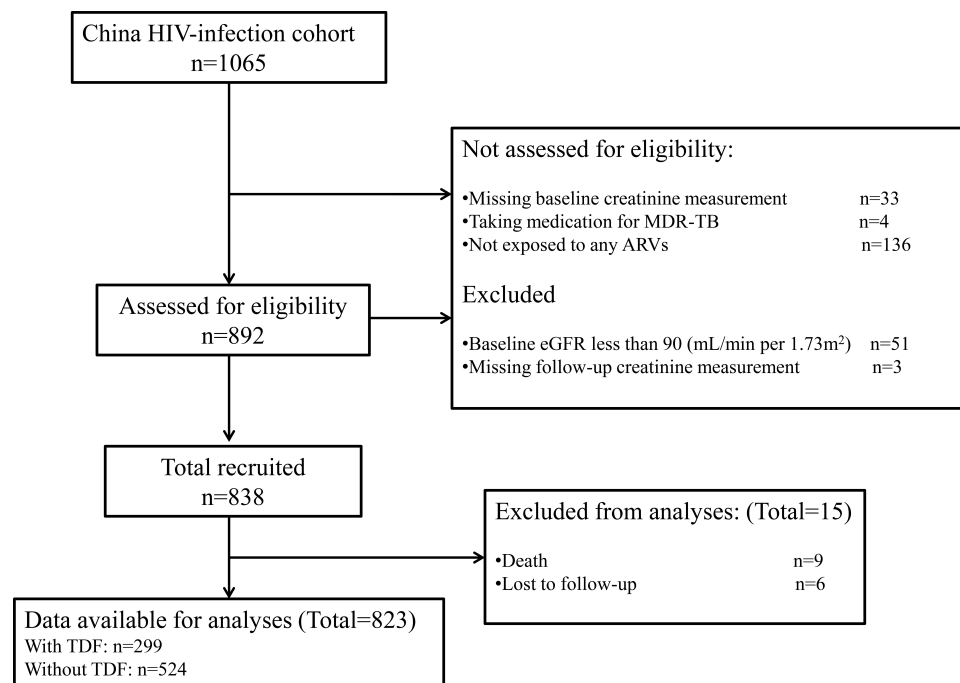 China HIV-infection cohort
n=1065
Not assessed for eligibility:
•Missing baseline creatinine measurement n=33
•Taking medication for MDR-TB n=4
•Not exposed to any ARVs n=136
Excluded
•Baseline eGFR less than 90 (mL/min per 1.73m²) n=51
•Missing follow-up creatinine measurement n=3
Assessed for eligibility
n=892
Total recruited
n=838
Excluded from analyses: (Total=15)
•Death n=9
•Lost to follow-up n=6
Data available for analyses (Total=823)
With TDF: n=299
Without TDF: n=524